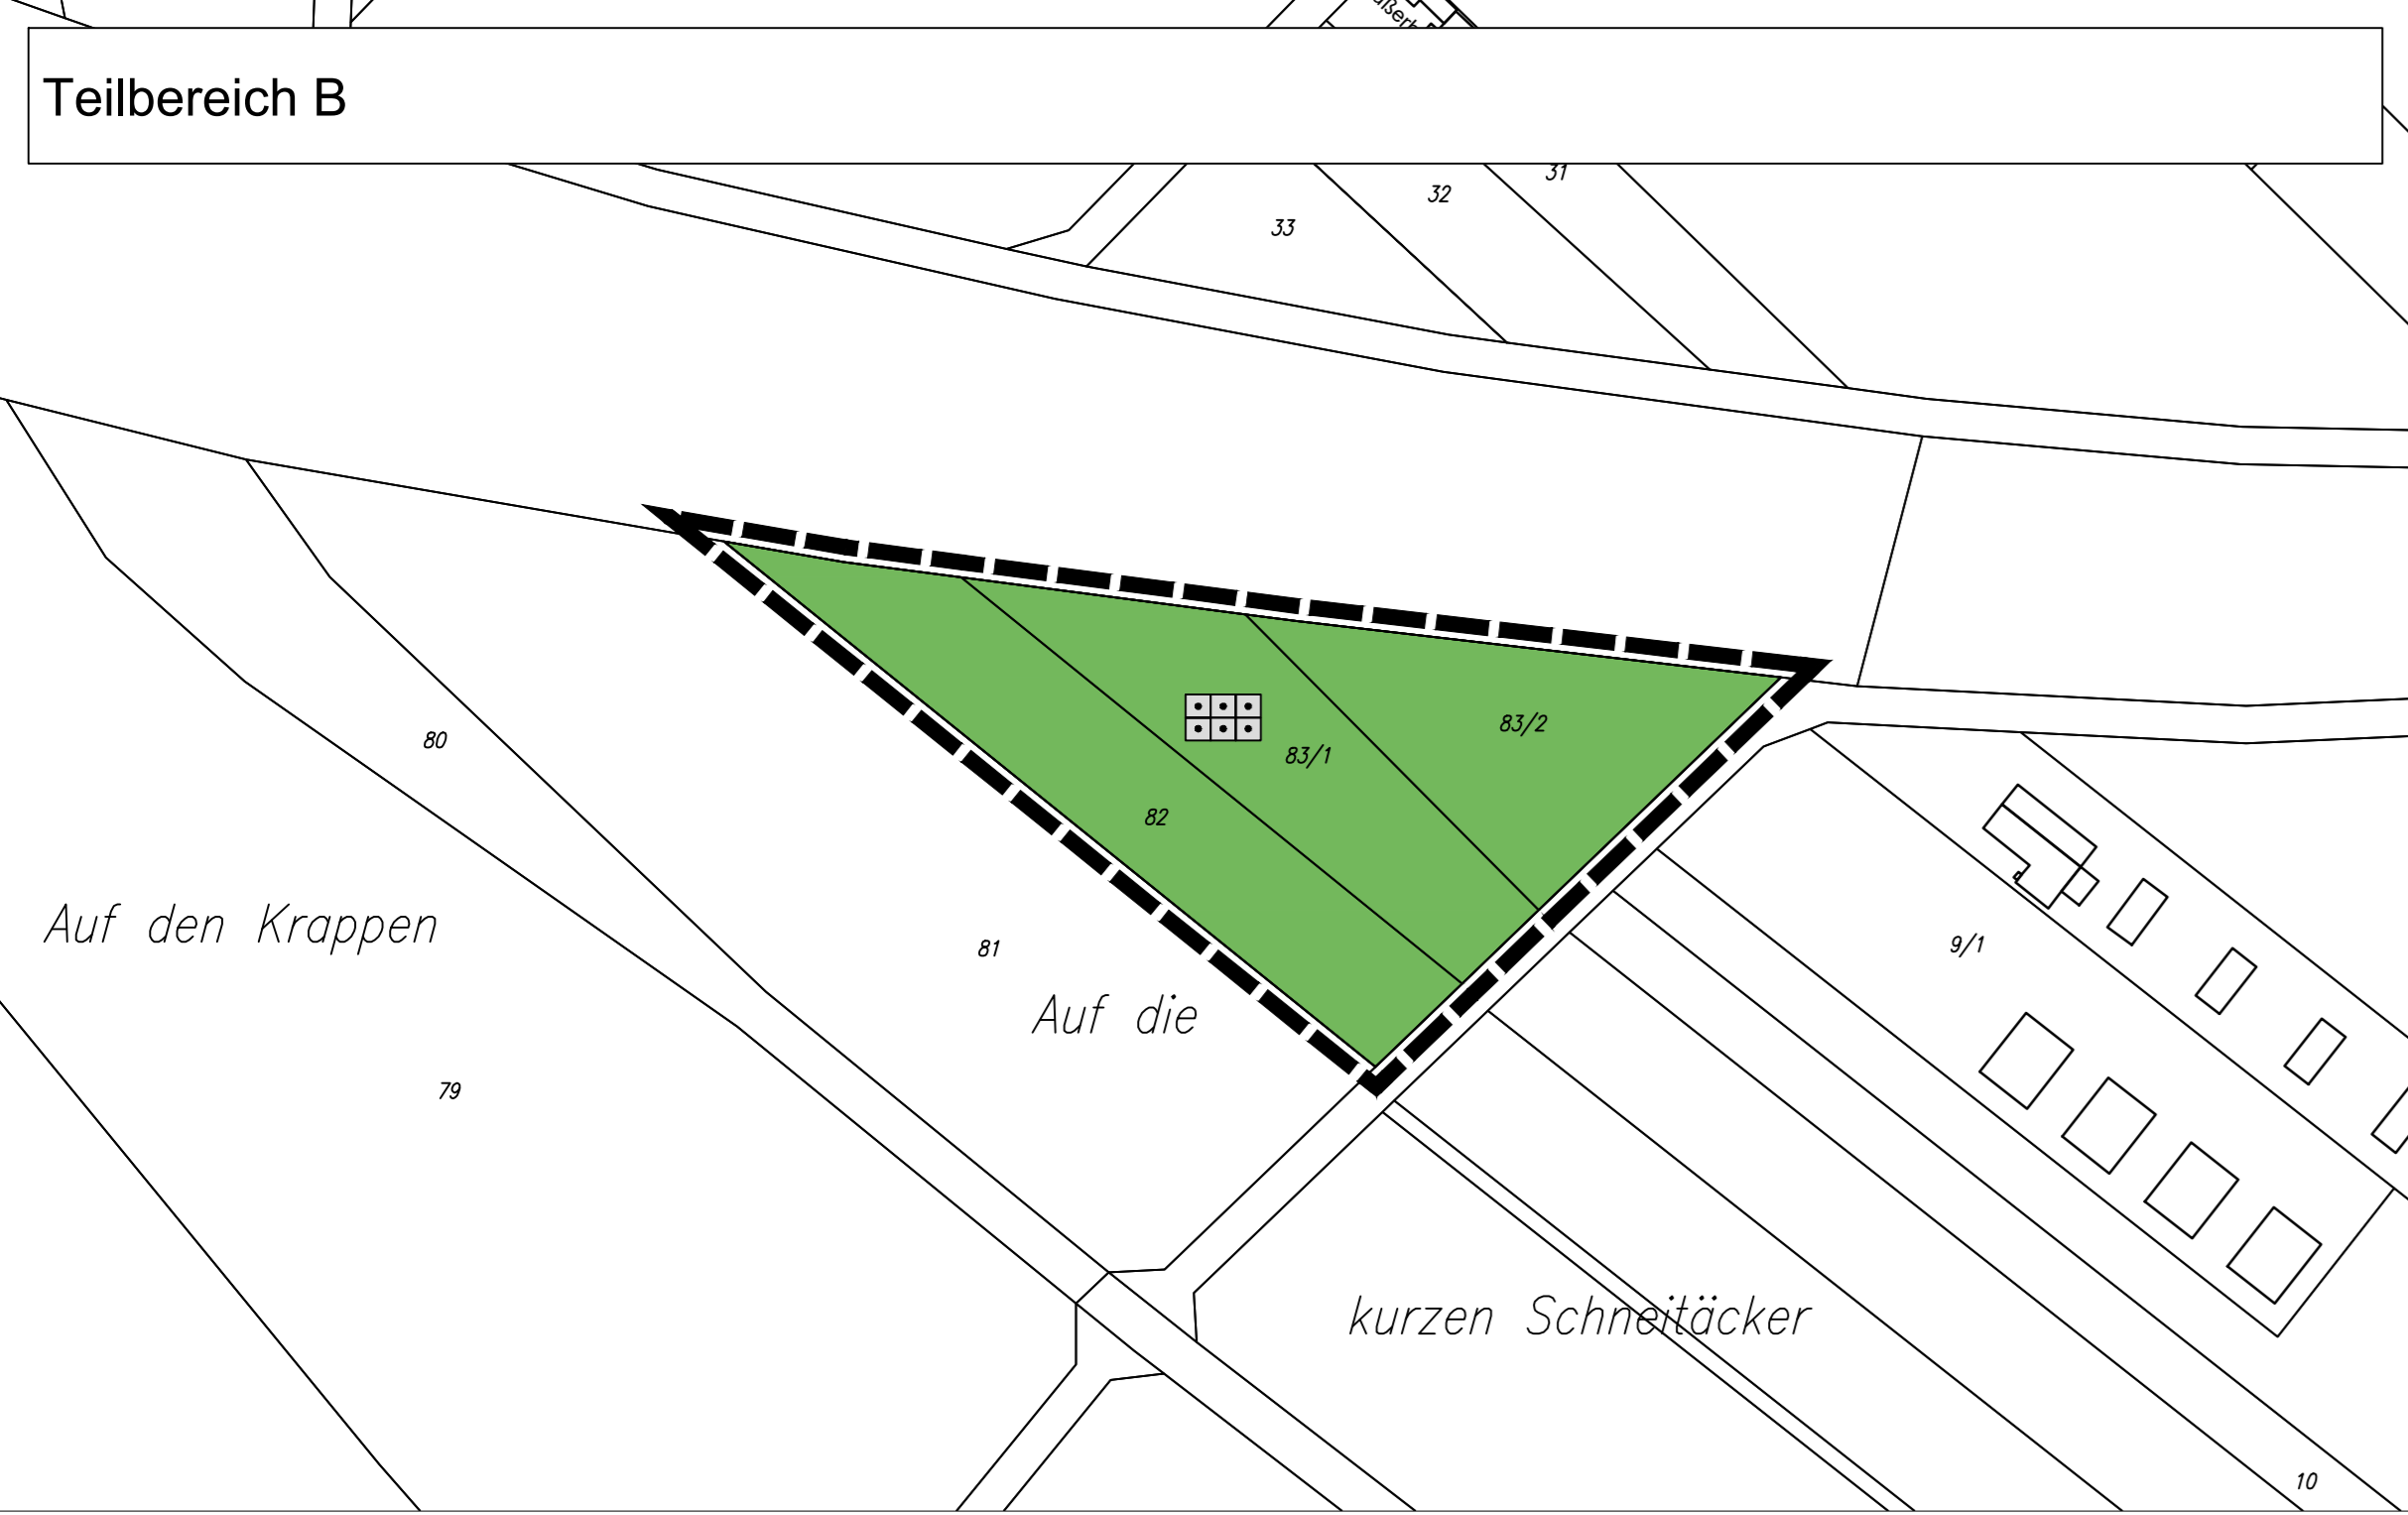 Teilbereich B
31
32
33
83/2
80
83/1
82
Auf den Krappen
9/1
81
Auf die
79
kurzen Schneitäcker
10